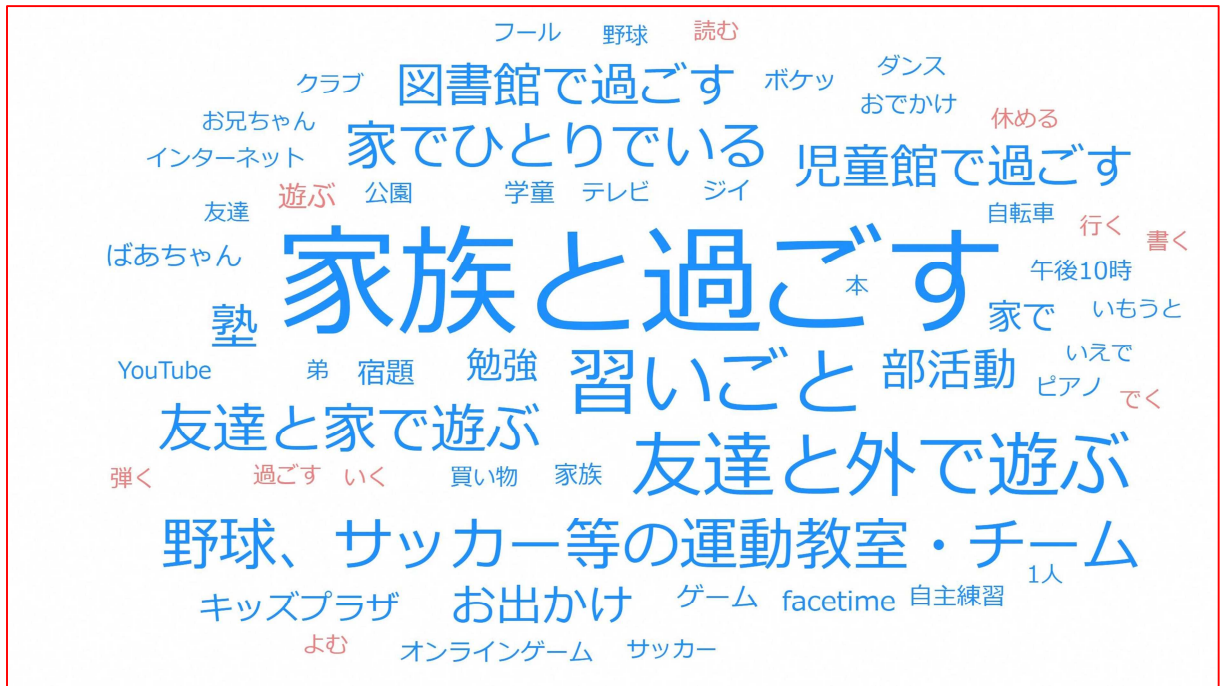 フール 野球 読む
クラブ 図書館で過ごす ボケッ ダンス
お兄ちゃん おでかけ 休める
インターネット 家でひとりでいる 児童館で過ごす
遊ぶ 公園 学童 テレビ ジイ
友達 自転車 行く 書く
ばあちゃん 家族と過ごす 本 午後10時
塾 家で いもうと
YouTube 弟 宿題 勉強 習いごと 部活動 いえで
ピアノ でく
友達と家で遊ぶ 友達と外で遊ぶ
弾く 過ごす いく 買い物 家族
野球、サッカー等の運動教室・チーム
1人
キッズプラザ お出かけ ゲーム facetime 自主練習
よむ オンラインゲーム サッカー